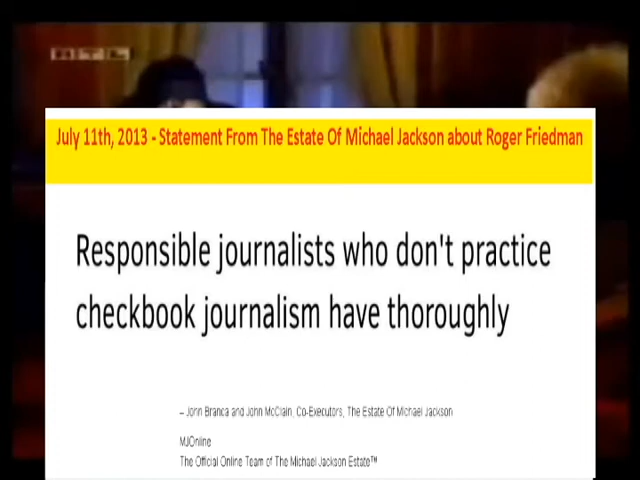 RTL
July 11th, 2013 - Statement From The Estate Of Michael Jackson about Roger Friedman
Responsible journalists who don't practice
checkbook journalism have thoroughly
– John Branca and John McClain, Co-Executors, The Estate Of Michael Jackson
MJOnline
The Official Online Team of The Michael Jackson Estate™